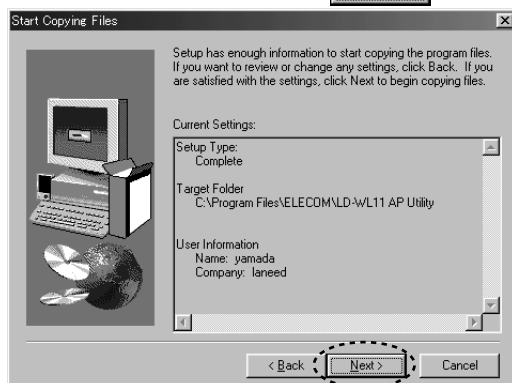 Start Copying Files
Setup has enough information to start copying the program files.
If you want to review or change any settings, click Back. If you
are satisfied with the settings, click Next to begin copying files.
Current Settings:
Setup Type:
Complete
Target Folder
C:\Program Files\ELECOM\LD-WL11 AP Utility
User Information
Name: yamada
Company: laneed
< Back
Next >
Cancel